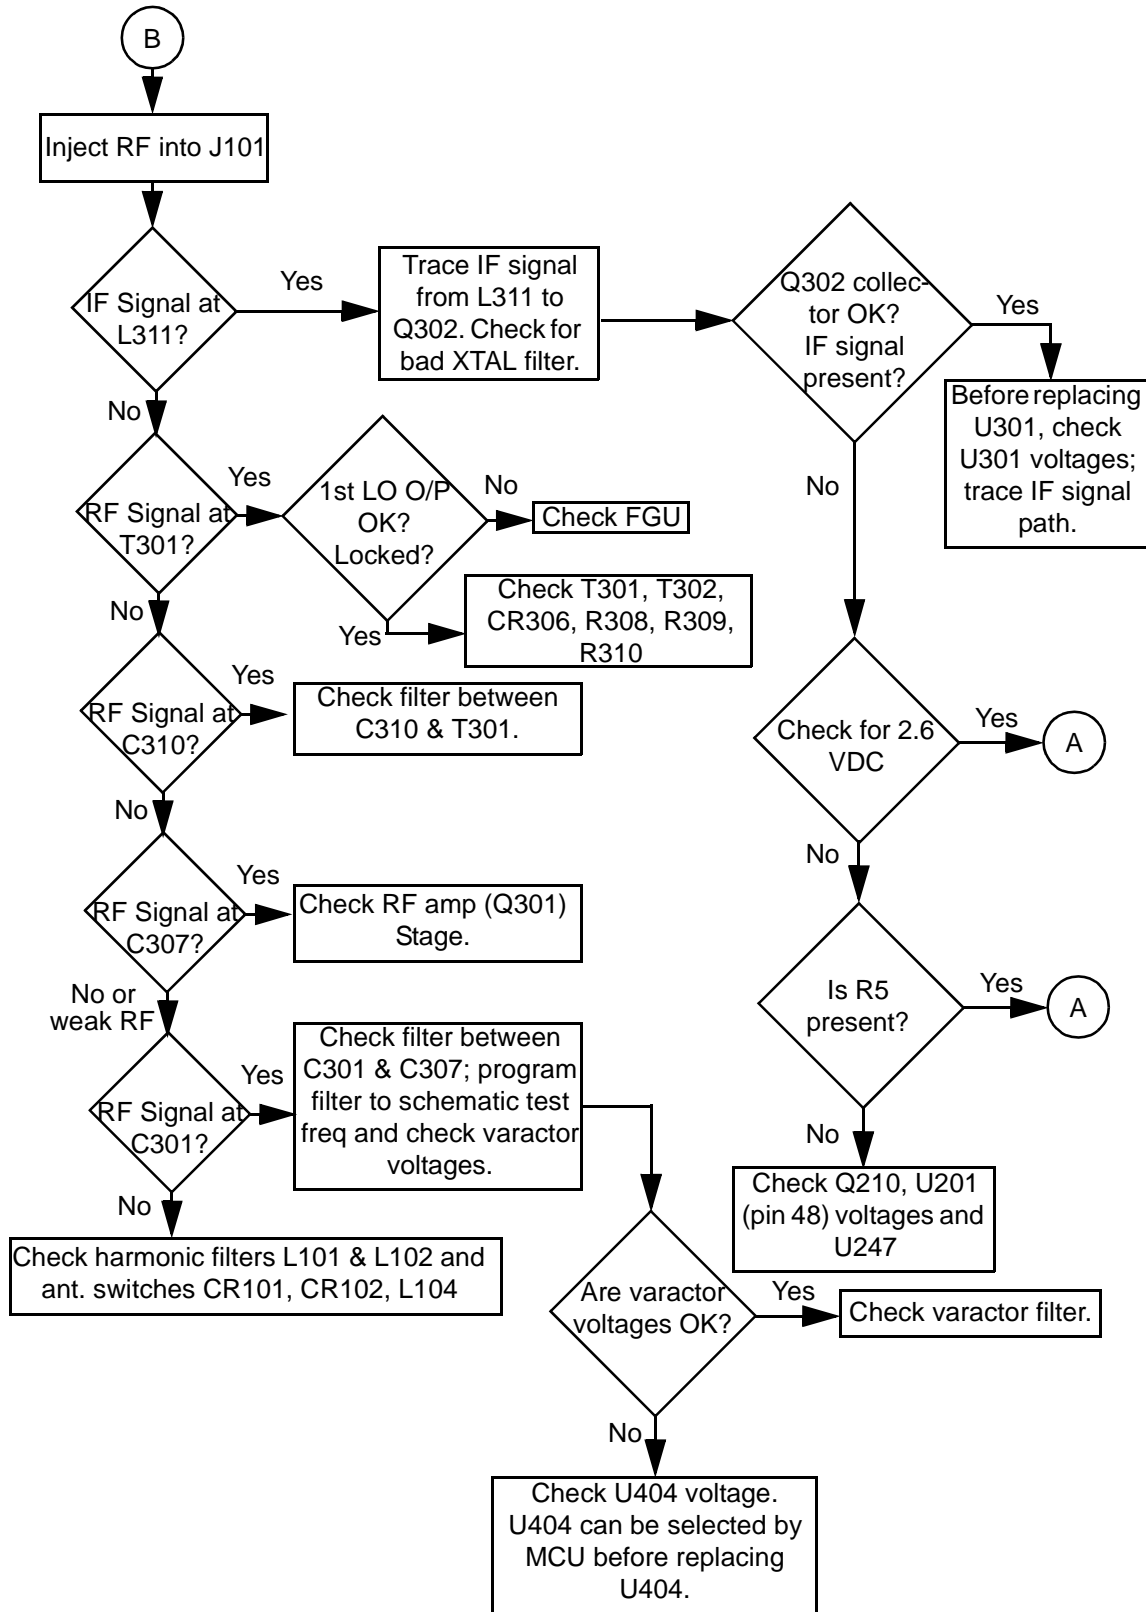 B
Inject RF into J101
IF Signal at
L311?
Yes
Trace IF signal
from L311 to
Q302. Check for
bad XTAL filter.
Q302 collec-
tor OK?
IF signal
present?
Yes
Before replacing
U301, check
U301 voltages;
trace IF signal
path.
No
No
RF Signal at
T301?
Yes
1st LO O/P
OK?
Locked?
No
Check FGU
Yes
Check T301, T302,
CR306, R308, R309,
R310
No
RF Signal at
C310?
Yes
Check filter between
C310 & T301.
Check for 2.6
VDC
Yes
A
No
No
RF Signal at
C307?
Yes
Check RF amp (Q301)
Stage.
Is R5
present?
Yes
A
No or
weak RF
RF Signal at
C301?
Yes
Check filter between
C301 & C307; program
filter to schematic test
freq and check varactor
voltages.
No
Check Q210, U201
(pin 48) voltages and
U247
No
Check harmonic filters L101 & L102 and
ant. switches CR101, CR102, L104
Are varactor
voltages OK?
Yes
Check varactor filter.
No
Check U404 voltage.
U404 can be selected by
MCU before replacing
U404.